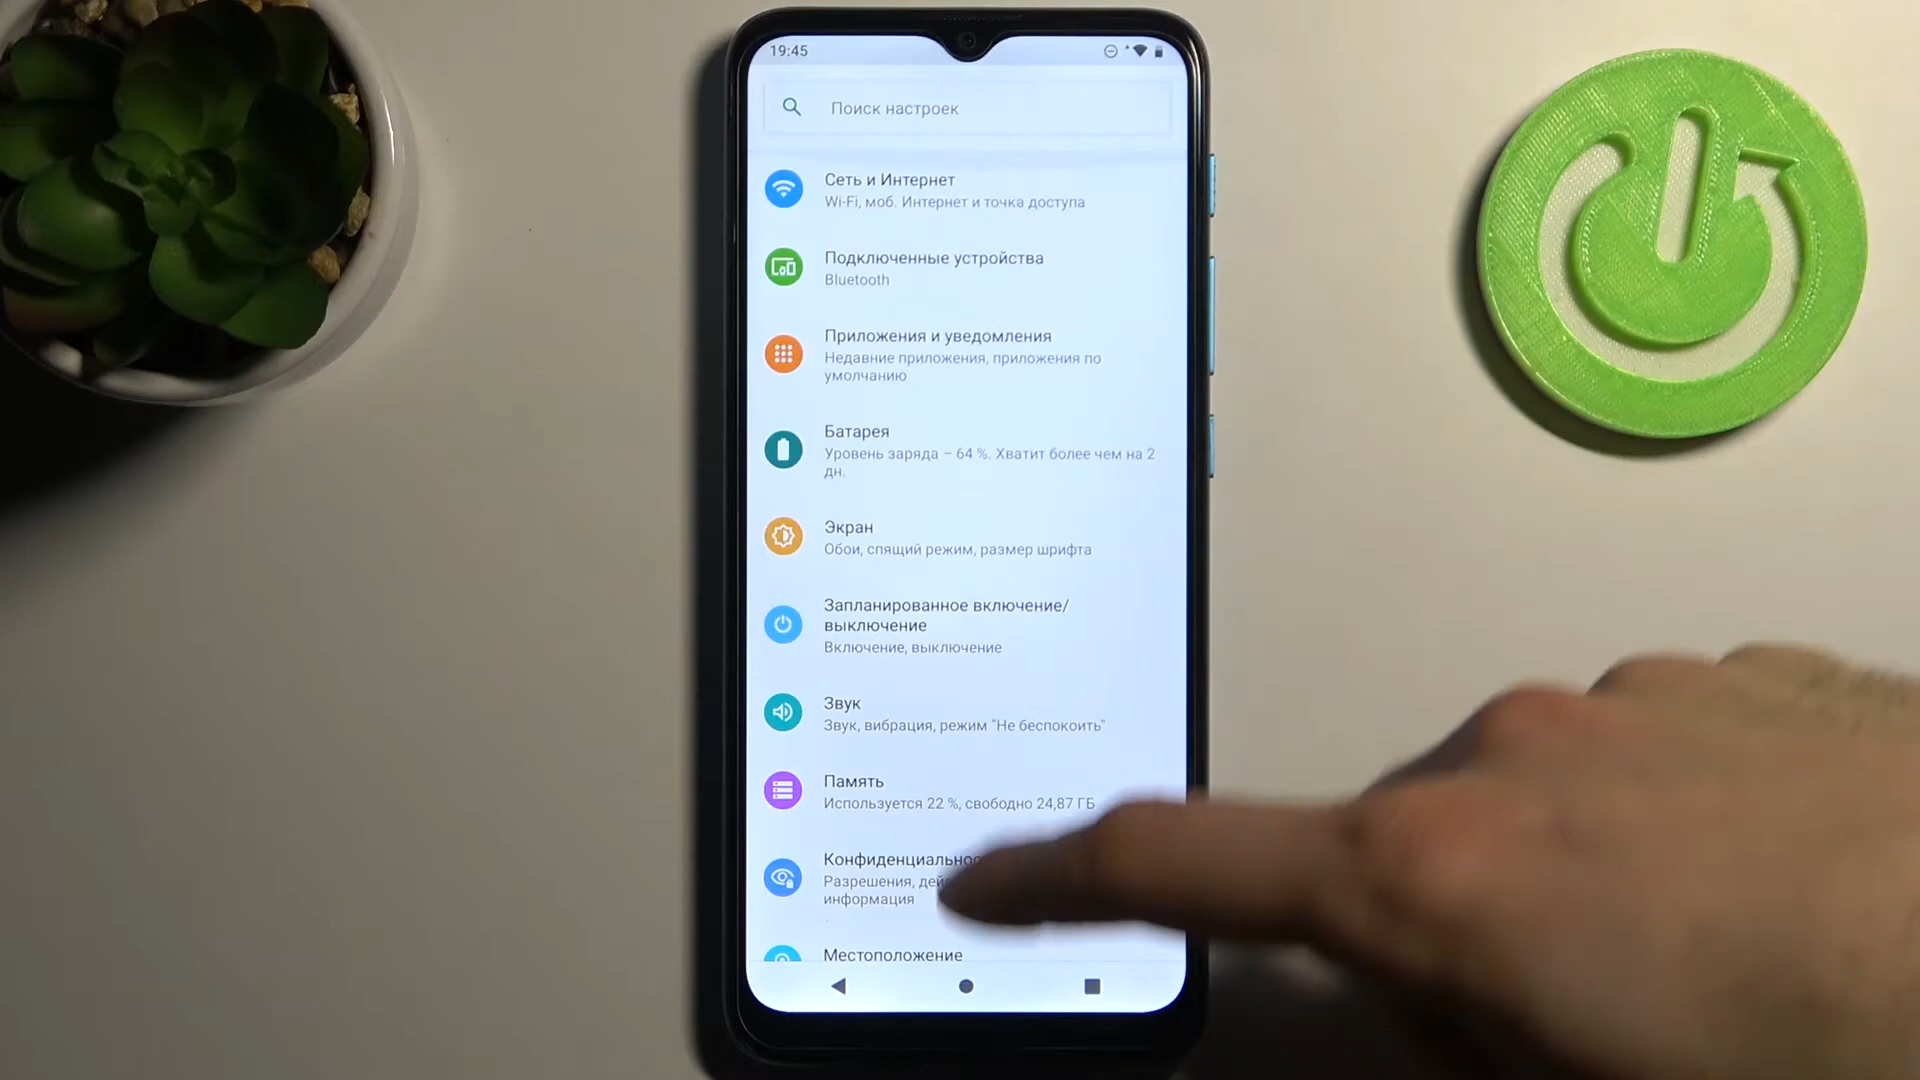 19:45
Поиск настроек
Сеть и Интернет
Wi-Fi, моб. Интернет и точка доступа
Подключенные устройства
Bluetooth
Приложения и уведомления
Недавние приложения, приложения по
умолчанию
Батарея
Уровень заряда – 64 %. Хватит более чем на 2
дн.
Экран
Обои, спящий режим, размер шрифта
Запланированное включение/
выключение
Включение, выключение
Звук
Звук, вибрация, режим "Не беспокоить"
Память
Используется 22 %, свободно 24,87 ГБ
Разрешения,
информация
Местоположение